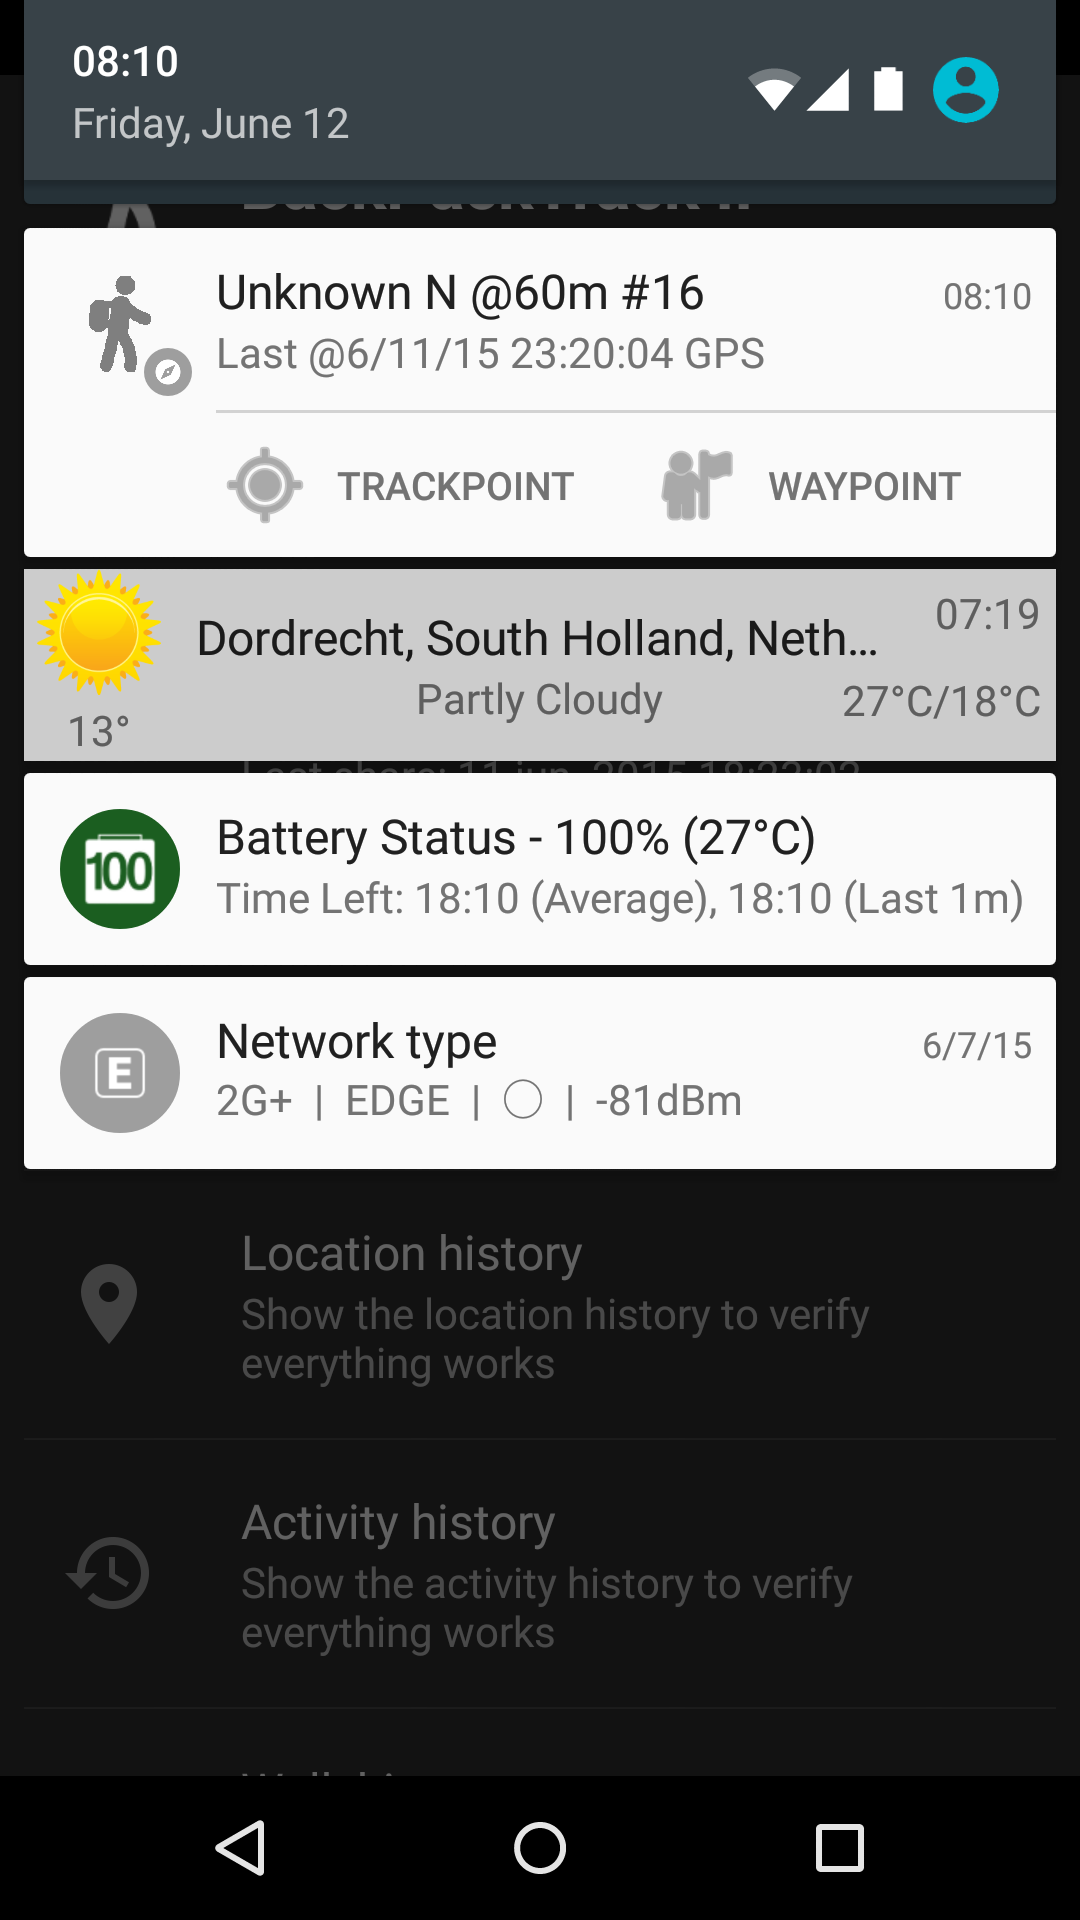 08:10
Friday, June 12
Unknown N @60m #16
08:10
Last @6/11/15 23:20:04 GPS
TRACKPOINT
WAYPOINT
07:19
Dordrecht, South Holland, Neth...
Partly Cloudy
27°C/18°C
13°
100
Battery Status - 100% (27°C)
Time Left: 18:10 (Average), 18:10 (Last 1m)
E
Network type
6/7/15
2G+ | EDGE | ◯ | -81dBm
Location history
Show the location history to verify
everything works
Activity history
Show the activity history to verify
everything works